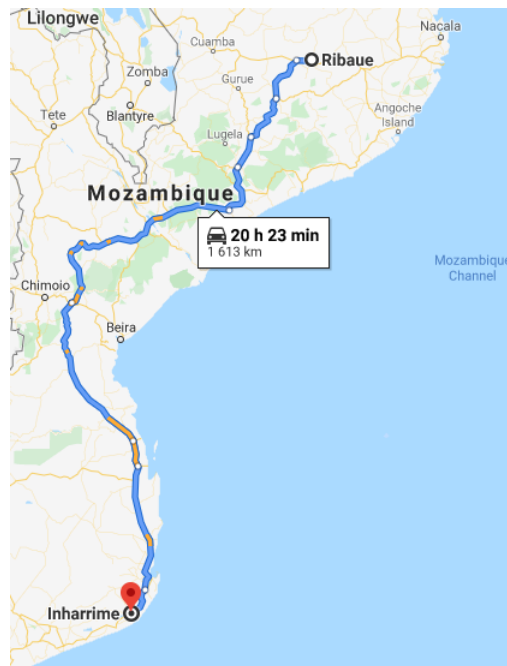 Lilongwe
Nacala
Cuamba
Ribaue
Zomba
Gurue
Tete
Blantyre
Angoche
Island
Lugela
Mozambique
20 h 23 min
1 613 km
Mozambique
Channel
Chimoio
Beira
Inharrime